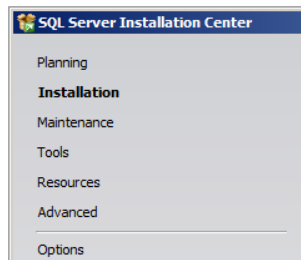 SQL Server Installation Center
Planning
Installation
Maintenance
Tools
Resources
Advanced
Options